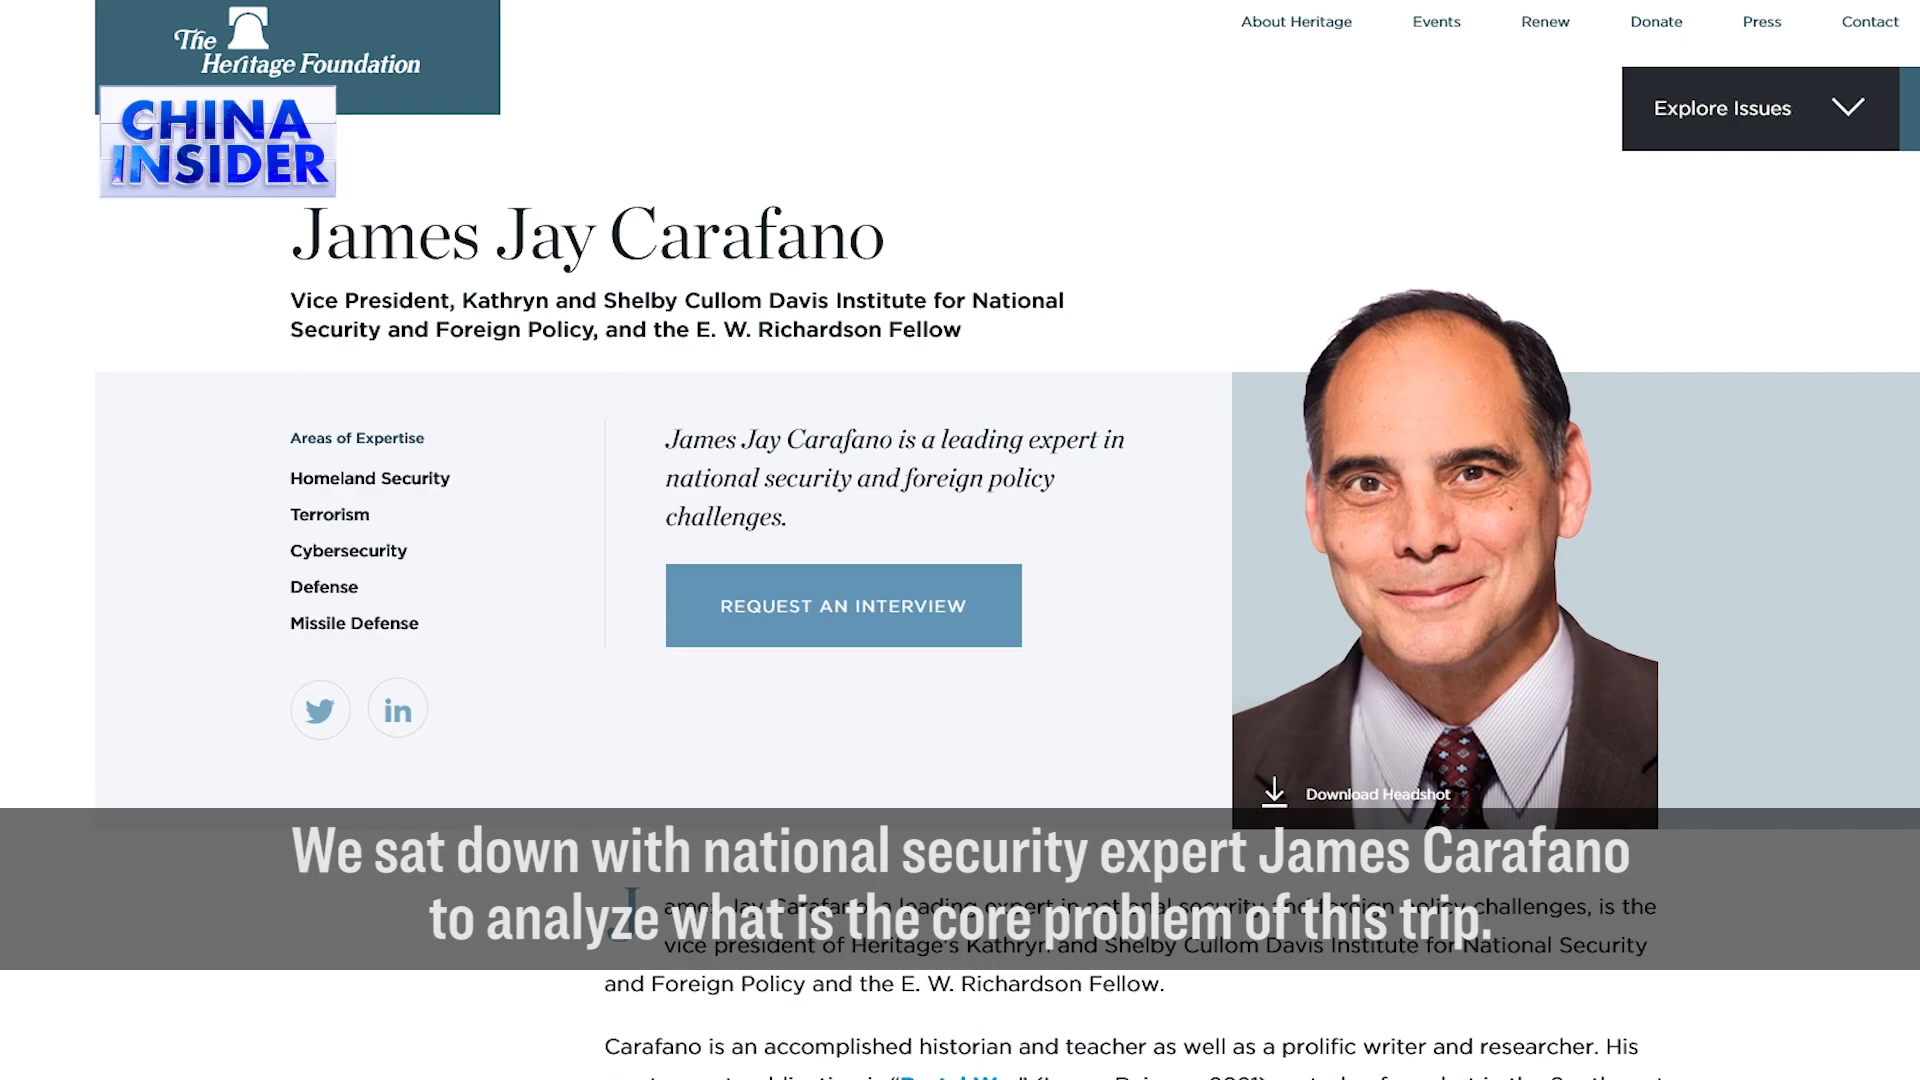 The
Heritage Foundation
About Heritage Events Renew Donate Press Contact
Explore Issues
CHINA
INSIDER
James Jay Carafano
Vice President, Kathryn and Shelby Cullom Davis Institute for National
Security and Foreign Policy, and the E. W. Richardson Fellow
Areas of Expertise
Homeland Security
Terrorism
Cybersecurity
Defense
Missile Defense
James Jay Carafano is a leading expert in
national security and foreign policy
challenges.
REQUEST AN INTERVIEW
in
Download Headshot
We sat down with national security expert James Carafano
to analyze what is the core problem of this trip.
James Jay Carafano, a leading expert in national security and foreign policy challenges, is the
vice president of Heritage's Kathryn and Shelby Cullom Davis Institute for National Security
and Foreign Policy and the E. W. Richardson Fellow.
Carafano is an accomplished historian and teacher as well as a prolific writer and researcher. His